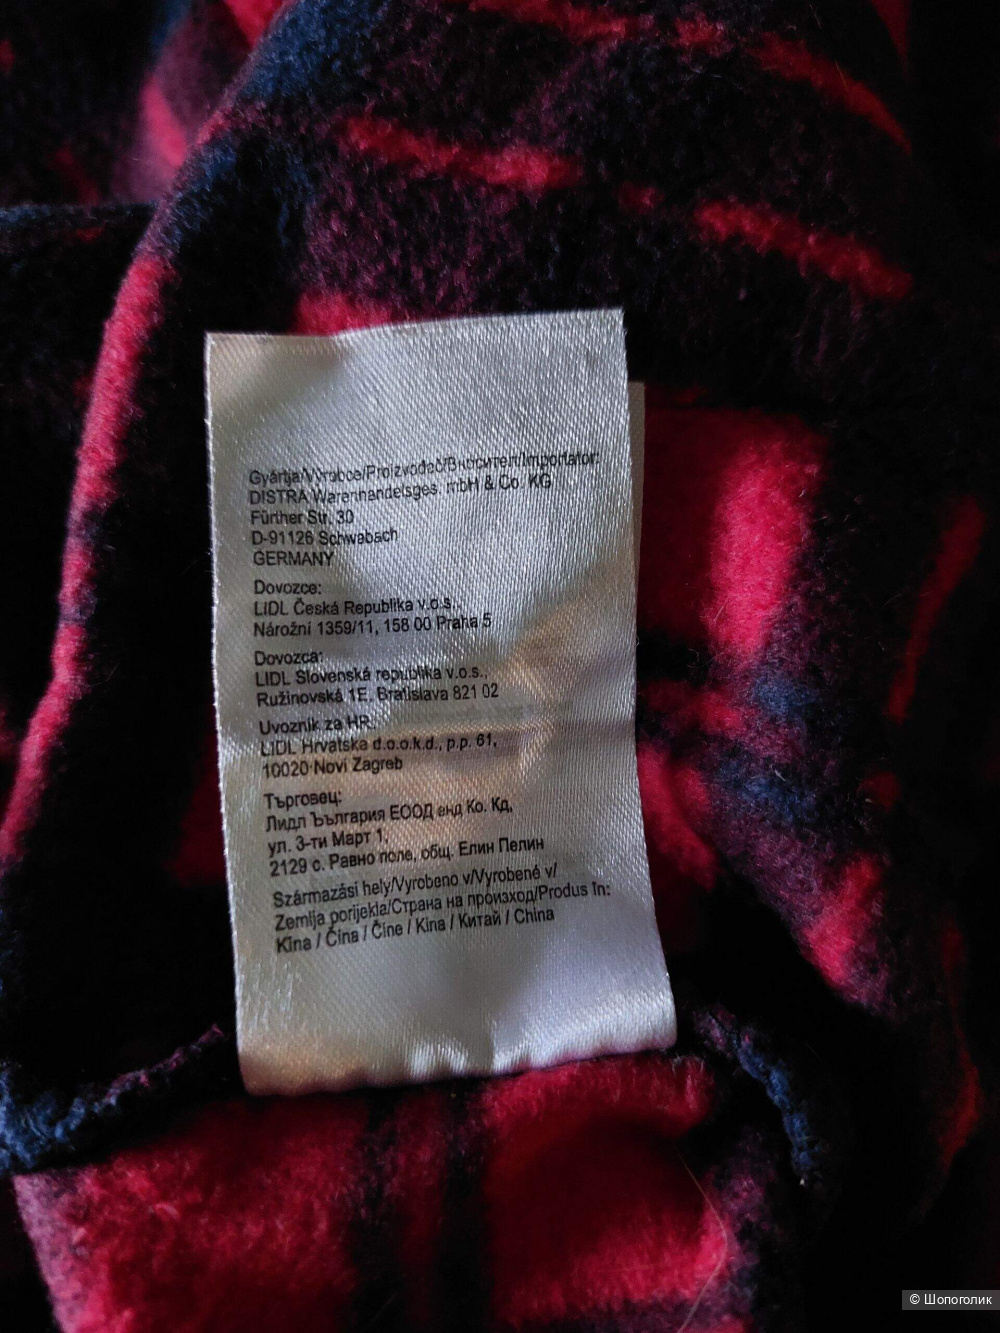 Gyártja/Výrobce/Proizvođač/Вносител/Importator:
DISTRA Warenhandelsges. mbH & Co. KG
Fürther Str. 30
D-91126 Schwabach
GERMANY
Dovozce:
LIDL Česká Republika v.o.s.,
Nárožní 1359/11, 158 00 Praha 5
Dovozca:
LIDL Slovenská republika v.o.s.,
Ružinovská 1E, Bratislava 821 02
Uvoznik za HR:
LIDL Hrvatska d.o.o.k.d., p.p. 61,
10020 Novi Zagreb
Търговец:
Лидл България ЕООД енд Ко. Кд,
ул. 3-ти Март 1,
2129 с. Равно поле, общ. Елин Пелин
Származási hely/Vyrobeno v/Vyrobené v/
Zemlja porijekla/Страна на произход/Produs în:
Kína / Čína / Číne / Kina / Китай / China
© Шопоголик